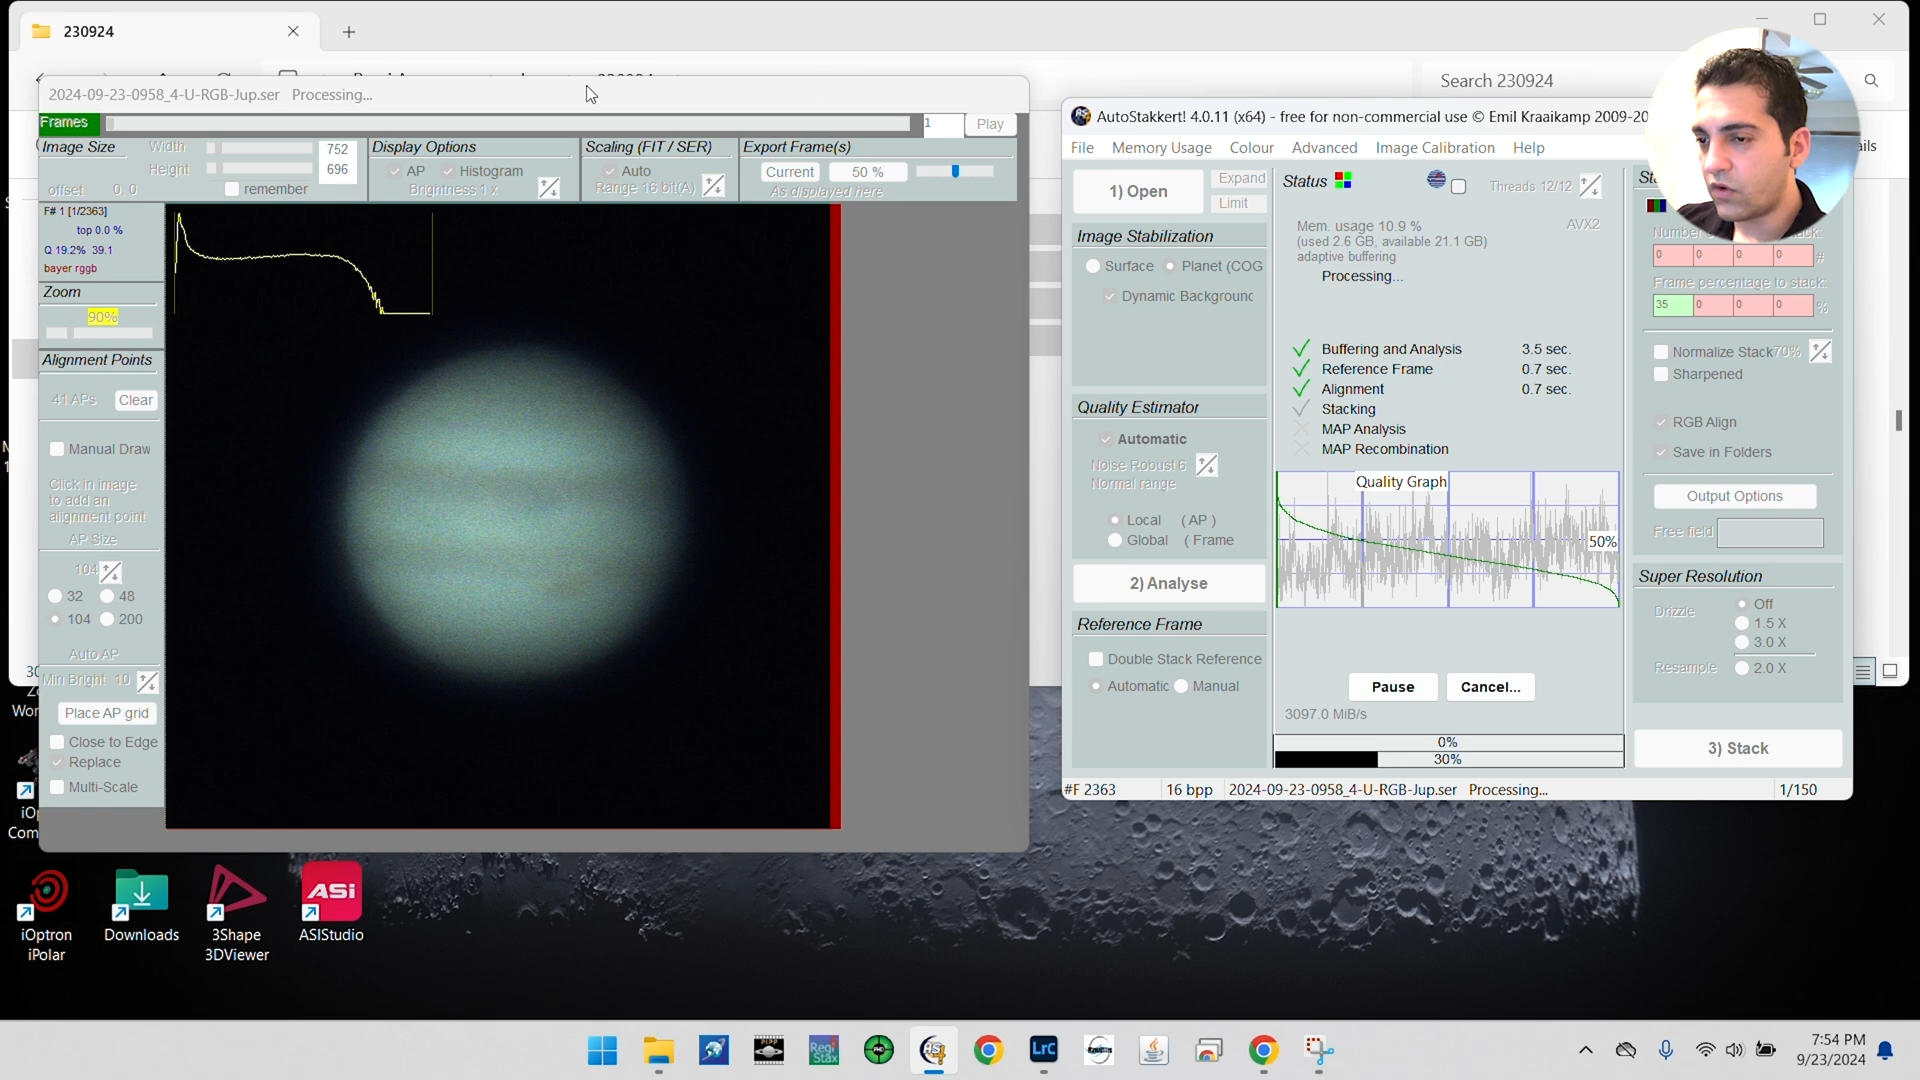 230924
Search 230924
2024-09-23-0958_4-U-RGB-Jup.ser Processing...
Frames
1
Play
Image Size
Width
752
Height
696
offset 0, 0
remember
Display Options
AP
Histogram
Brightness 1 x
Scaling (FIT / SER)
Auto
Range 16 bit(A)
Export Frame(s)
Current
50 %
As displayed here
F# 1 [1/2363]
top 0.0 %
Q 19.2% 39.1
bayer rggb
Zoom
90%
Alignment Points
41 APs
Clear
Manual Draw
Click in image
to add an
alignment point
AP Size
104
32
48
104
200
Auto AP
Min Bright 10
Place AP grid
Close to Edge
Replace
Multi-Scale
AutoStakkert! 4.0.11 (x64) - free for non-commercial use © Emil Kraaikamp 2009-20
File Memory Usage Colour Advanced Image Calibration Help
1) Open
Expand
Limit
Image Stabilization
Surface
Planet (COG
Dynamic Background
Quality Estimator
Automatic
Noise Robust 6
Normal range
Local (AP)
Global (Frame
2) Analyse
Reference Frame
Double Stack Reference
Automatic
Manual
Status
Threads 12/12
Mem. usage 10.9 %
(used 2.6 GB, available 21.1 GB)
adaptive buffering
AVX2
Processing...
Buffering and Analysis 3.5 sec.
Reference Frame 0.7 sec.
Alignment 0.7 sec.
Stacking
MAP Analysis
MAP Recombination
Quality Graph
50%
Pause
Cancel...
3097.0 MiB/s
0%
30%
0 0 0 0 #
Frame percentage to stack:
35 0 0 0 %
Normalize Stack 70%
Sharpened
RGB Align
Save in Folders
Output Options
Free field
Super Resolution
Drizzle
Off
1.5 X
3.0 X
Resample
2.0 X
3) Stack
#F 2363
16 bpp
2024-09-23-0958_4-U-RGB-Jup.ser Processing...
1/150
iOptron
iPolar
Downloads
3Shape
3DViewer
ASI
ASIStudio
PIPP
Regi
Stax
PHD
LrC
7:54 PM
9/23/2024